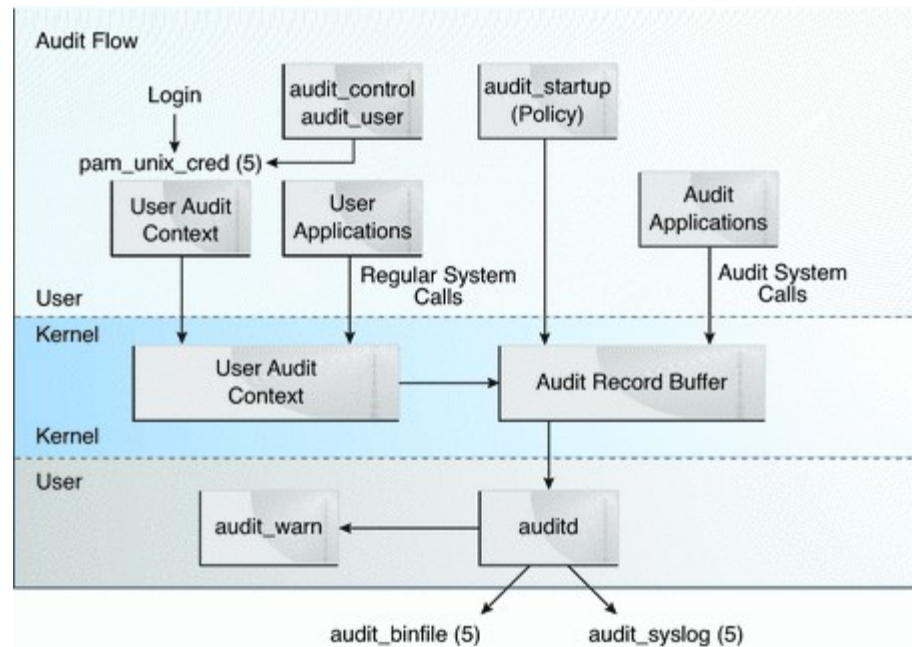 Audit Flow
Login
audit_control
audit_user
audit_startup
(Policy)
pam_unix_cred (5)
User Audit
Context
User
Applications
Audit
Applications
Regular System
Calls
Audit System
Calls
User
Kernel
User Audit
Context
Audit Record Buffer
Kernel
User
audit_warn
auditd
audit_binfile (5)
audit_syslog (5)